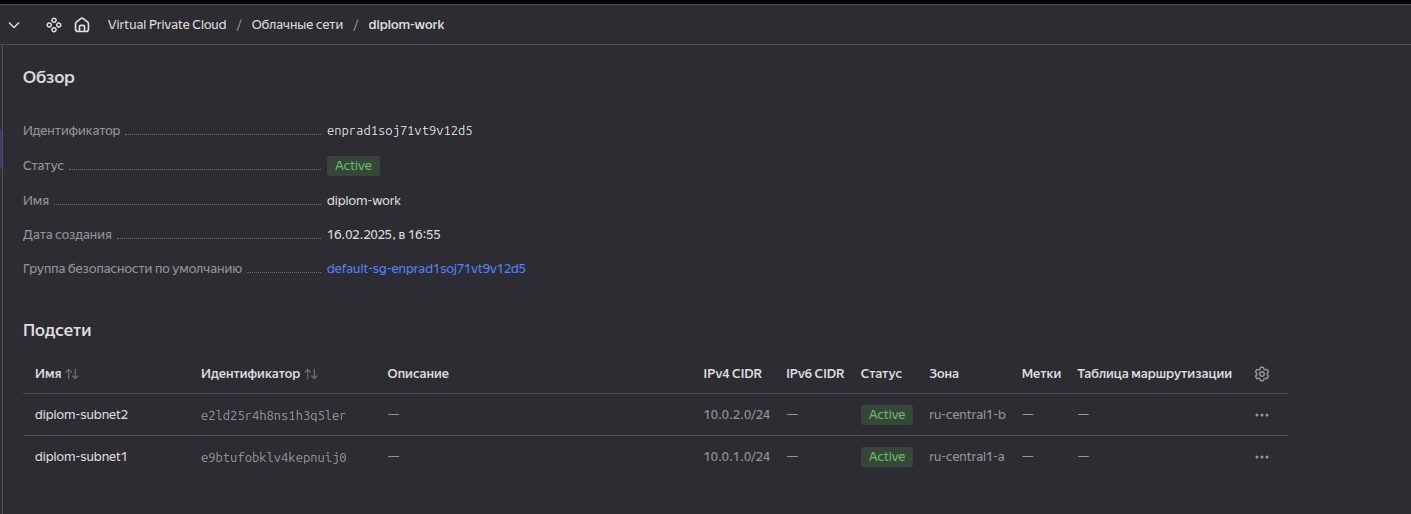 Virtual Private Cloud / Облачные сети / diplom-work
Обзор
Идентификатор enprad1soj71vt9v12d5
Статус Active
Имя diplom-work
Дата создания 16.02.2025, в 16:55
Группа безопасности по умолчанию default-sg-enprad1soj71vt9v12d5
Подсети
Имя Идентификатор Описание IPv4 CIDR IPv6 CIDR Статус Зона Метки Таблица маршрутизации
diplom-subnet2 e2ld25r4h8ns1h3q5ler — 10.0.2.0/24 — Active ru-central1-b — —
diplom-subnet1 e9btufobklv4kepnuij0 — 10.0.1.0/24 — Active ru-central1-a — —